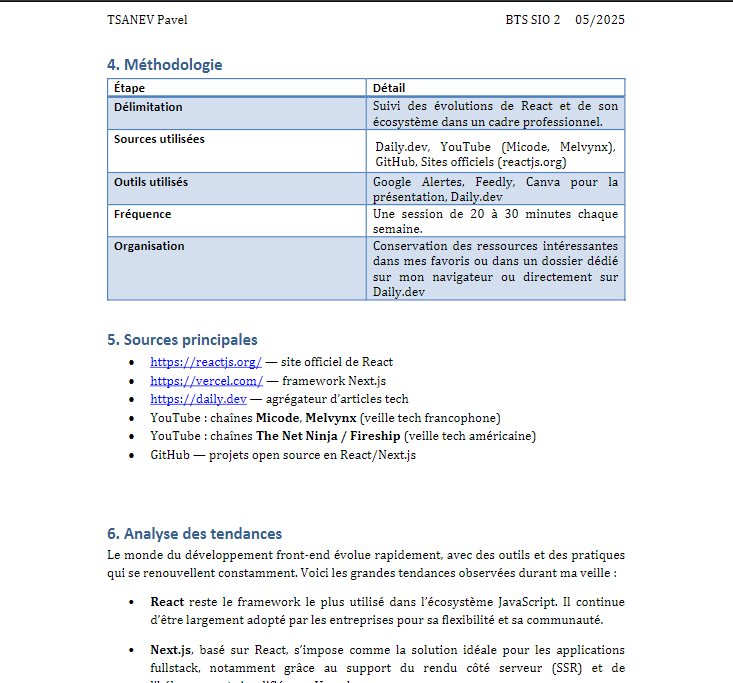 TSANEV Pavel BTS SIO 2 05/2025
4. Méthodologie
Étape Détail
Délimitation Suivi des évolutions de React et de son
écosystème dans un cadre professionnel.
Sources utilisées
Daily.dev, YouTube (Micode, Melvynx),
GitHub, Sites officiels (reactjs.org)
Outils utilisés Google Alertes, Feedly, Canva pour la
présentation, Daily.dev
Fréquence Une session de 20 à 30 minutes chaque
semaine.
Organisation Conservation des ressources intéressantes
dans mes favoris ou dans un dossier dédié
sur mon navigateur ou directement sur
Daily.dev
5. Sources principales
• https://reactjs.org/ — site officiel de React
• https://vercel.com/ — framework Next.js
• https://daily.dev — agrégateur d'articles tech
• YouTube : chaînes Micode, Melvynx (veille tech francophone)
• YouTube : chaînes The Net Ninja / Fireship (veille tech américaine)
• GitHub — projets open source en React/Next.js
6. Analyse des tendances
Le monde du développement front-end évolue rapidement, avec des outils et des pratiques
qui se renouvellent constamment. Voici les grandes tendances observées durant ma veille :
• React reste le framework le plus utilisé dans l'écosystème JavaScript. Il continue
d'être largement adopté par les entreprises pour sa flexibilité et sa communauté.
• Next.js, basé sur React, s'impose comme la solution idéale pour les applications
fullstack, notamment grâce au support du rendu côté serveur (SSR) et de